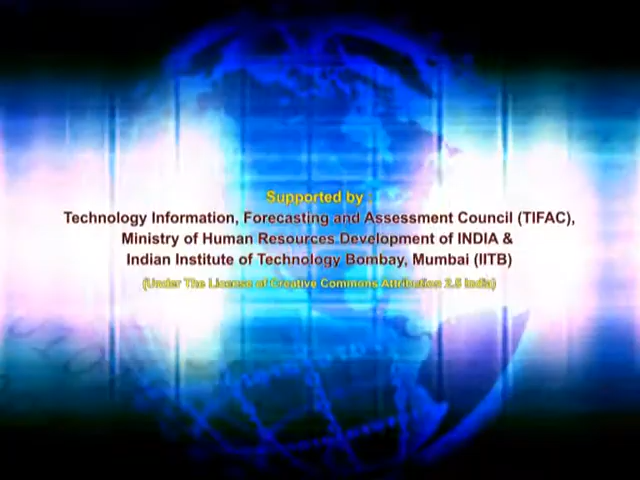 Supported by :
Technology Information, Forecasting and Assessment Council (TIFAC),
Ministry of Human Resources Development of INDIA &
Indian Institute of Technology Bombay, Mumbai (IITB)
(Under The License of Creative Commons Attribution 2.5 India)